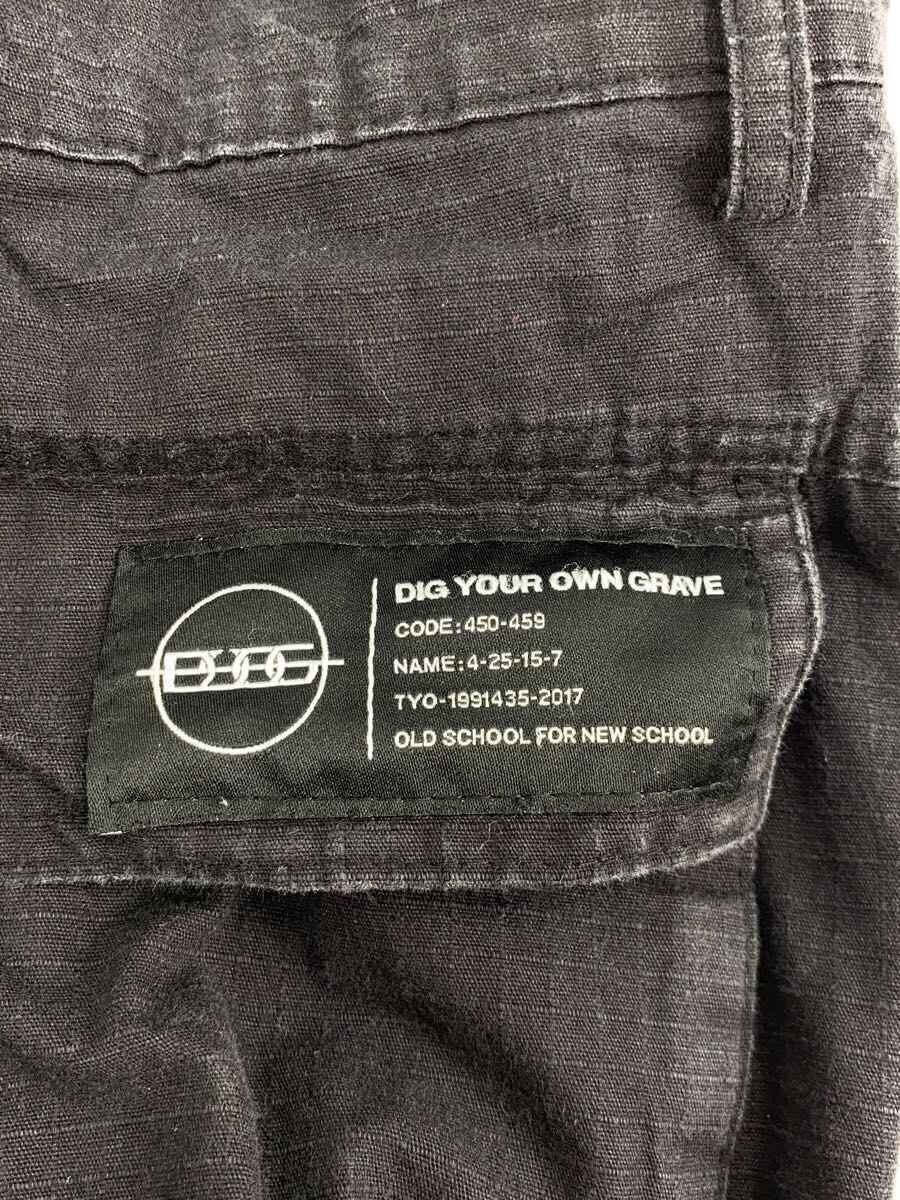 DYOG
DIG YOUR OWN GRAVE
CODE:450-459
NAME:4-25-15-7
TYO-1991435-2017
OLD SCHOOL FOR NEW SCHOOL